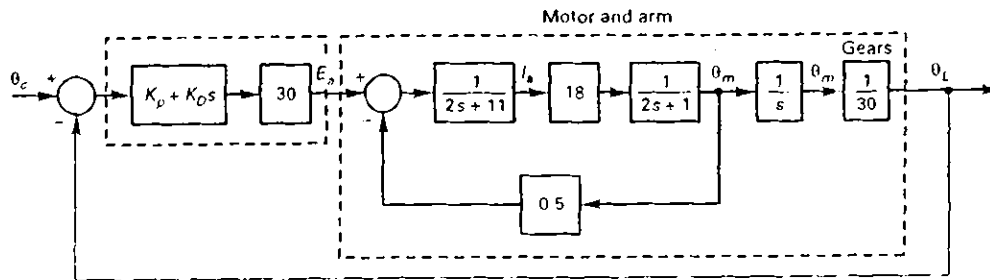 Motor and arm
Gears
θc
+
−
Kp + KDs
30
Ea
+
−
1
2s + 11
Ia
18
1
2s + 1
θ̇m
1
s
θm
1
30
θL
0 5